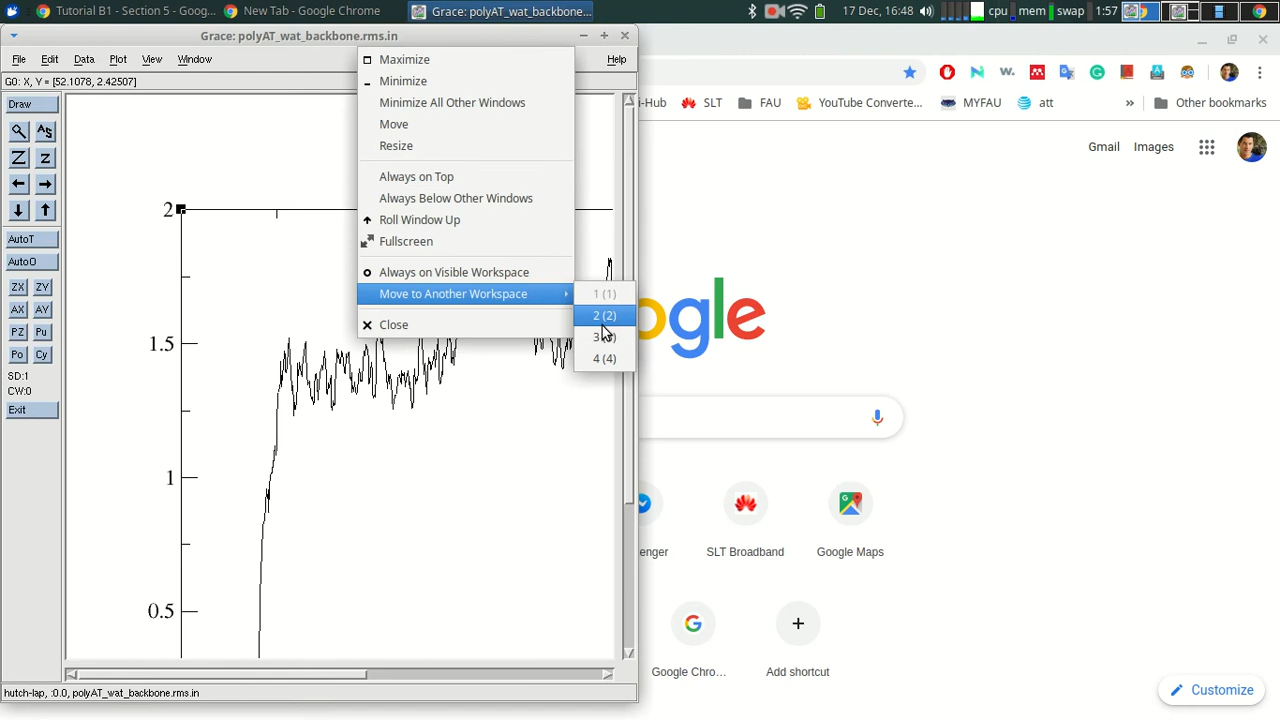 Tutorial B1 - Section 5 - Goog...
New Tab - Google Chrome
Grace: polyAT_wat_backbone...
17 Dec, 16:48
cpu
mem
swap
1:57
Grace: polyAT_wat_backbone.rms.in
File Edit Data Plot View Window Help
G0: X, Y = [52.1078, 2.42507]
Draw
AS
Z z
AutoT
AutoO
ZX ZY
AX AY
PZ Pu
Po Cy
SD:1
CW:0
Exit
2
1.5
1
0.5
Maximize
Minimize
Minimize All Other Windows
Move
Resize
Always on Top
Always Below Other Windows
Roll Window Up
Fullscreen
Always on Visible Workspace
Move to Another Workspace
Close
1 (1)
2 (2)
4 (4)
hutch-lap, :0.0, polyAT_wat_backbone.rms.in
i-Hub
SLT
FAU
YouTube Converte...
MYFAU
att
»
Other bookmarks
Gmail
Images
ogle
enger
SLT Broadband
Google Maps
Google Chro...
Add shortcut
Customize